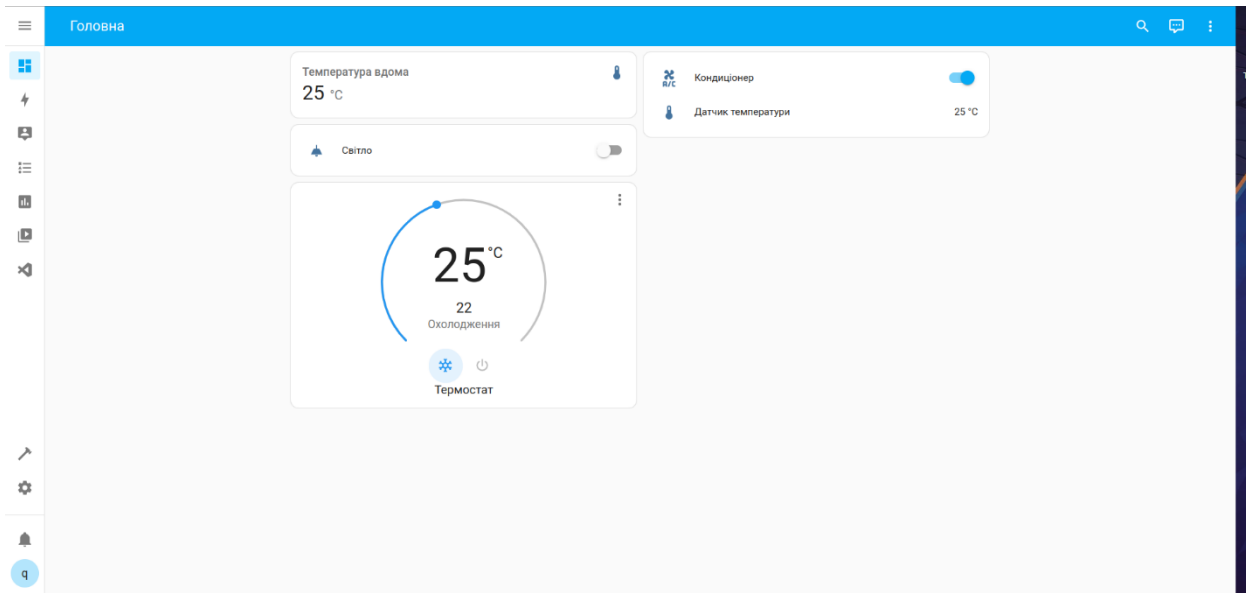 Головна
Температура вдома
25 °C
Світло
25 °C
22
Охолодження
Термостат
A/C
Кондиціонер
Датчик температури
25 °C
q